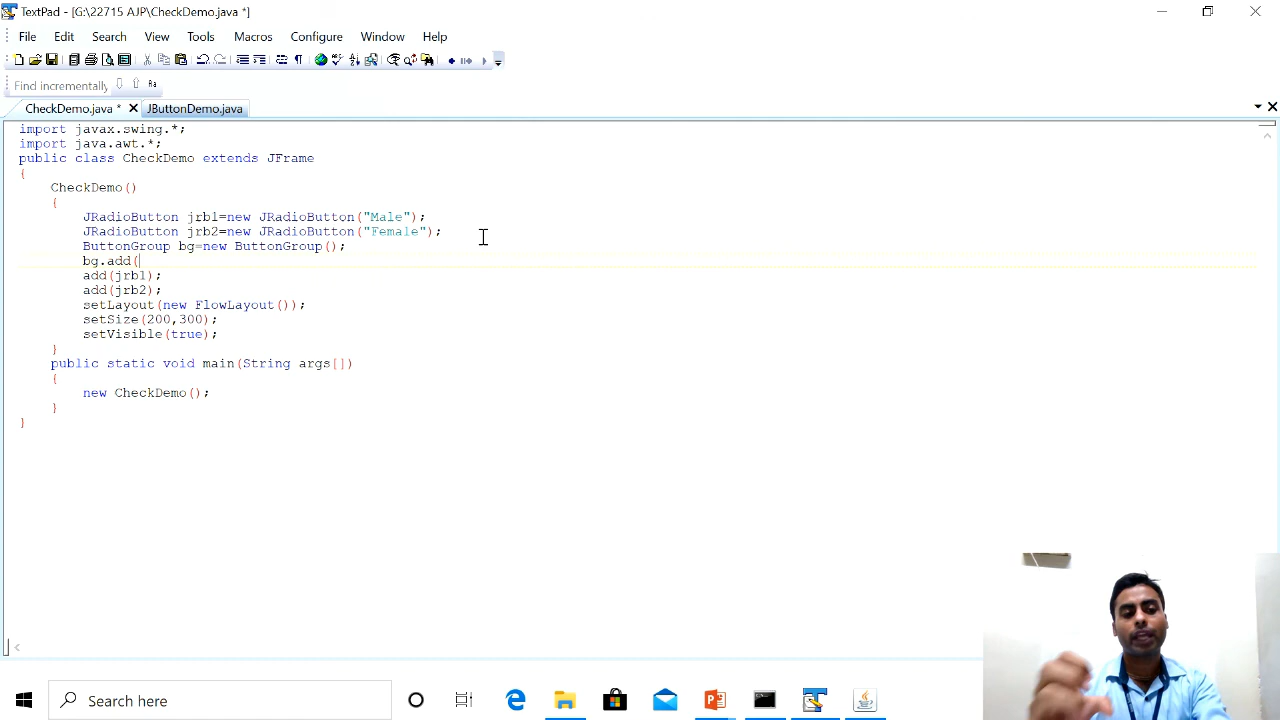 TextPad - [G:\22715 AJP\CheckDemo.java *]
File Edit Search View Tools Macros Configure Window Help
Find incrementally
CheckDemo.java * JButtonDemo.java
import javax.swing.*;
import java.awt.*;
public class CheckDemo extends JFrame
{
CheckDemo()
{
JRadioButton jrb1=new JRadioButton("Male");
JRadioButton jrb2=new JRadioButton("Female");
ButtonGroup bg=new ButtonGroup();
bg.add(
add(jrb1);
add(jrb2);
setLayout(new FlowLayout());
setSize(200,300);
setVisible(true);
}
public static void main(String args[])
{
new CheckDemo();
}
}
Search here